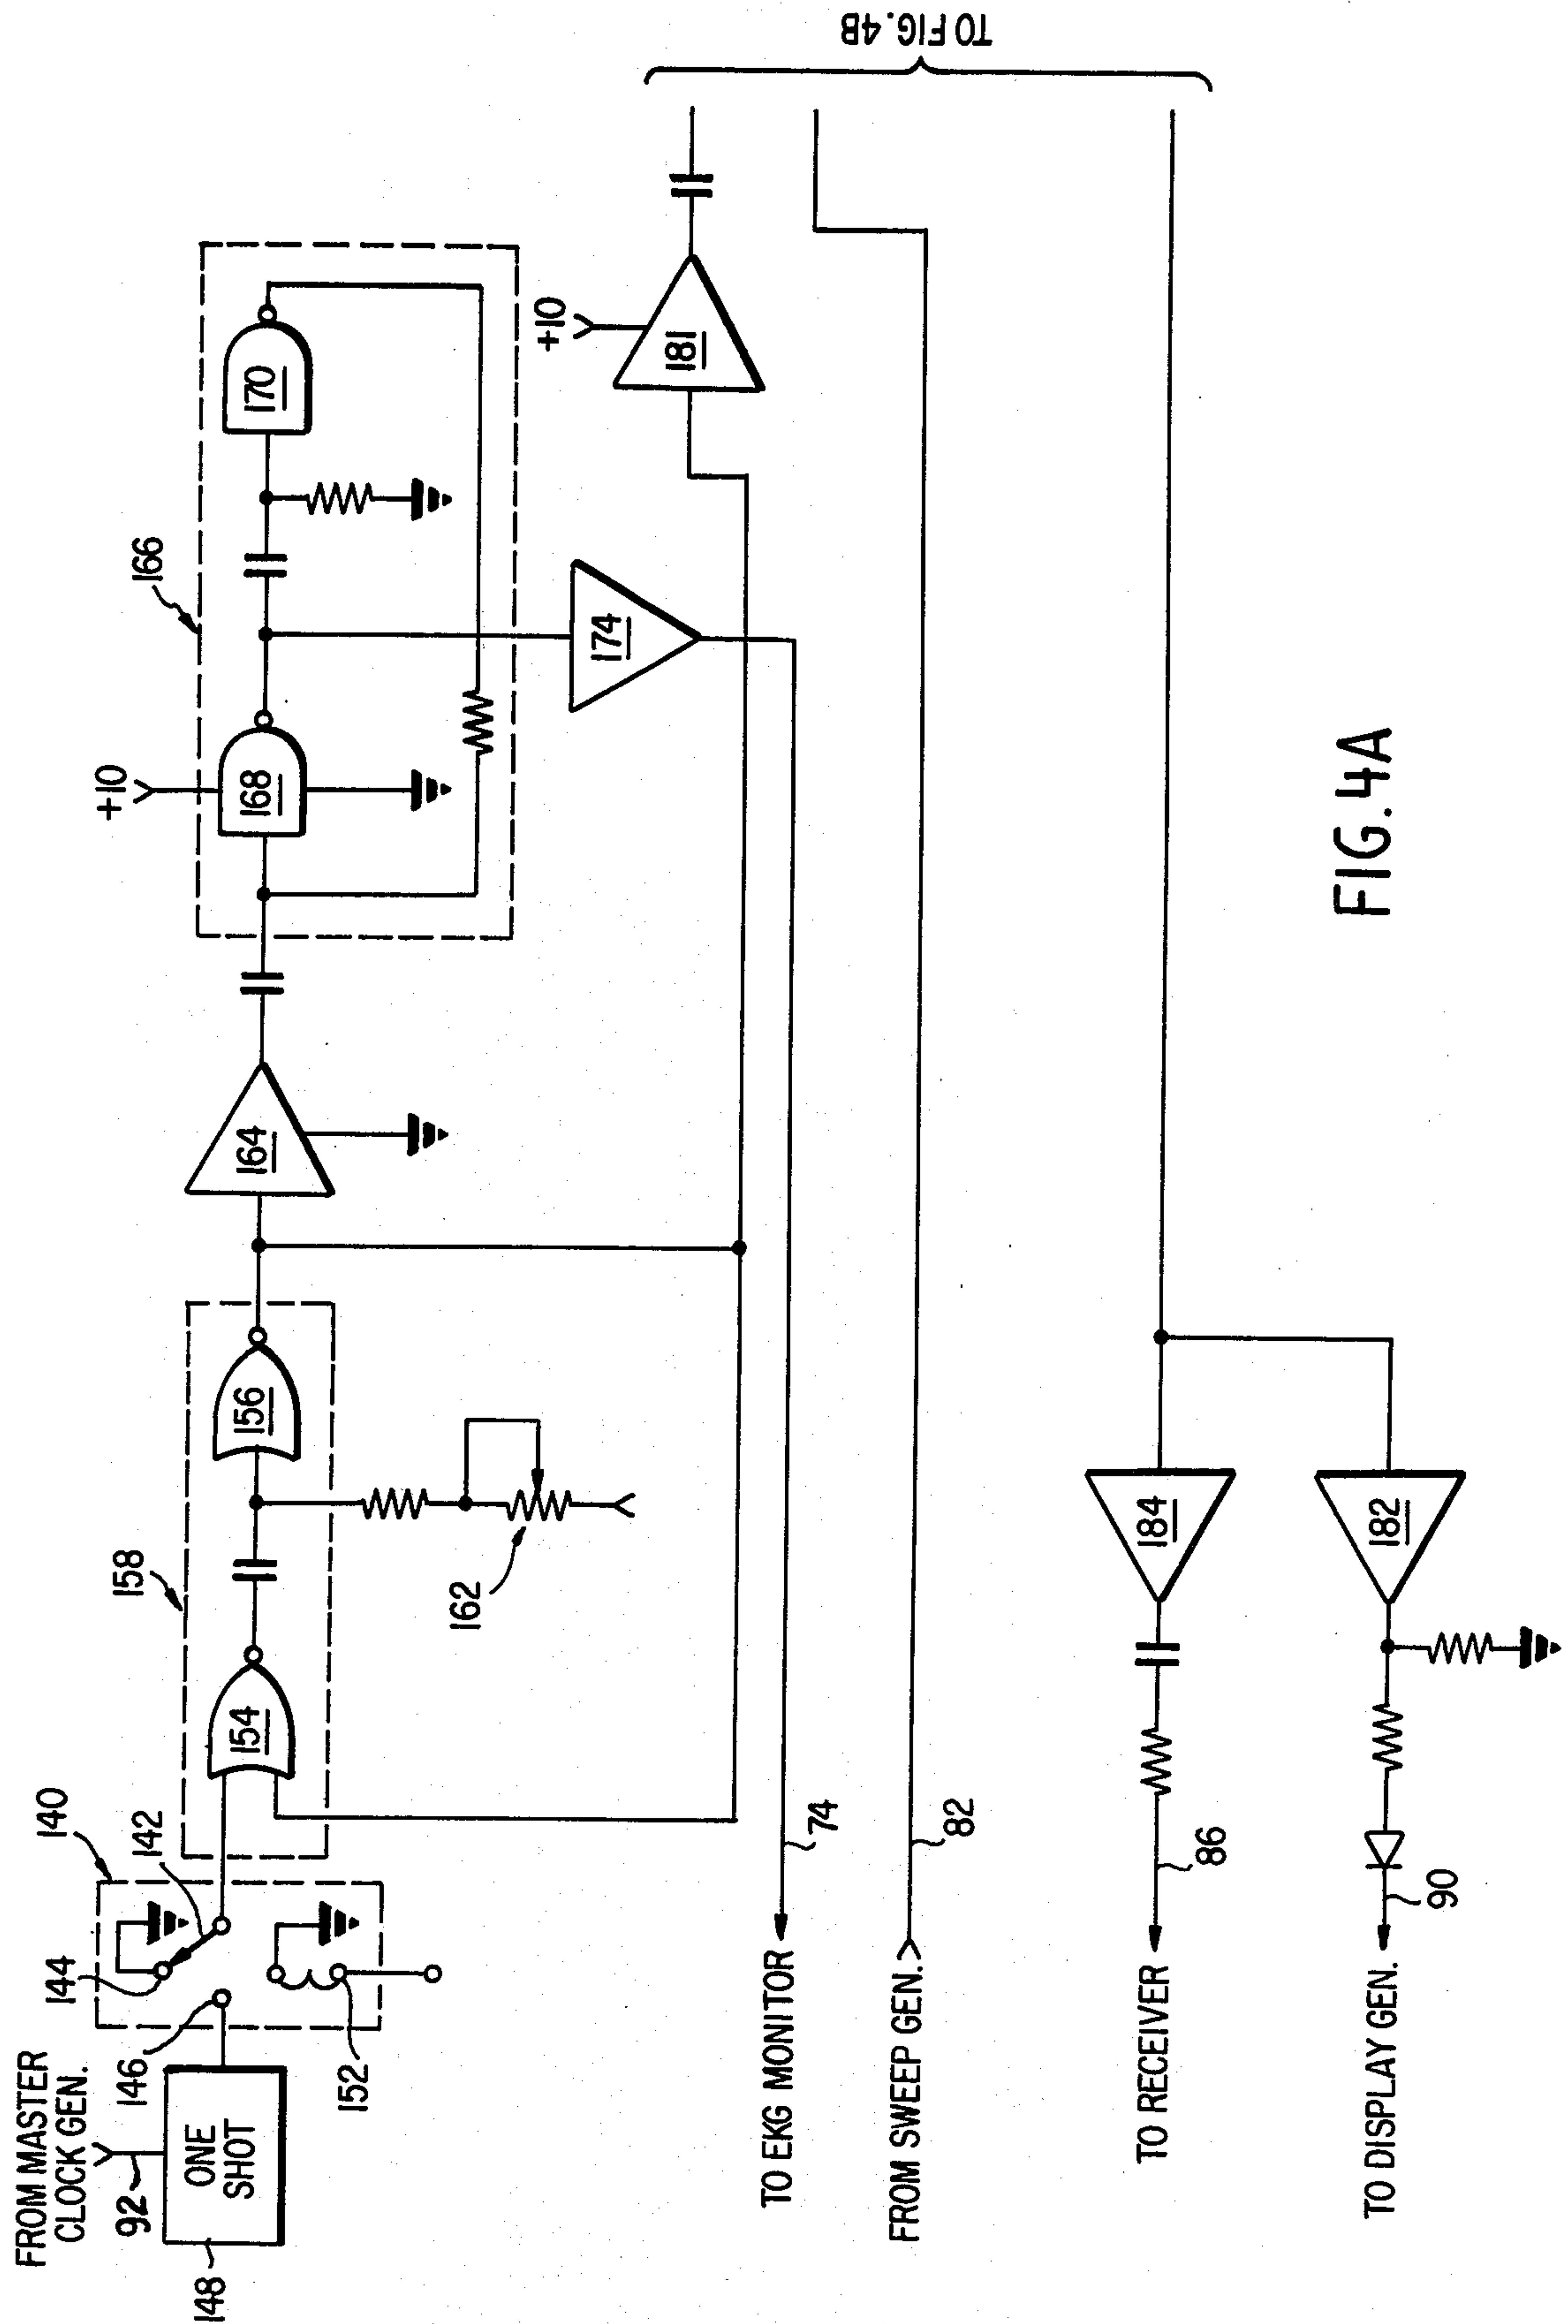 FROM MASTER
CLOCK GEN.
92
ONE
SHOT
148
146
144
140
142
152
158
154
156
162
164
+10
166
168
170
174
+10
181
TO FIG. 4B
TO EKG MONITOR
74
FROM SWEEP GEN.
82
TO RECEIVER
86
184
TO DISPLAY GEN.
90
182
FIG. 4A